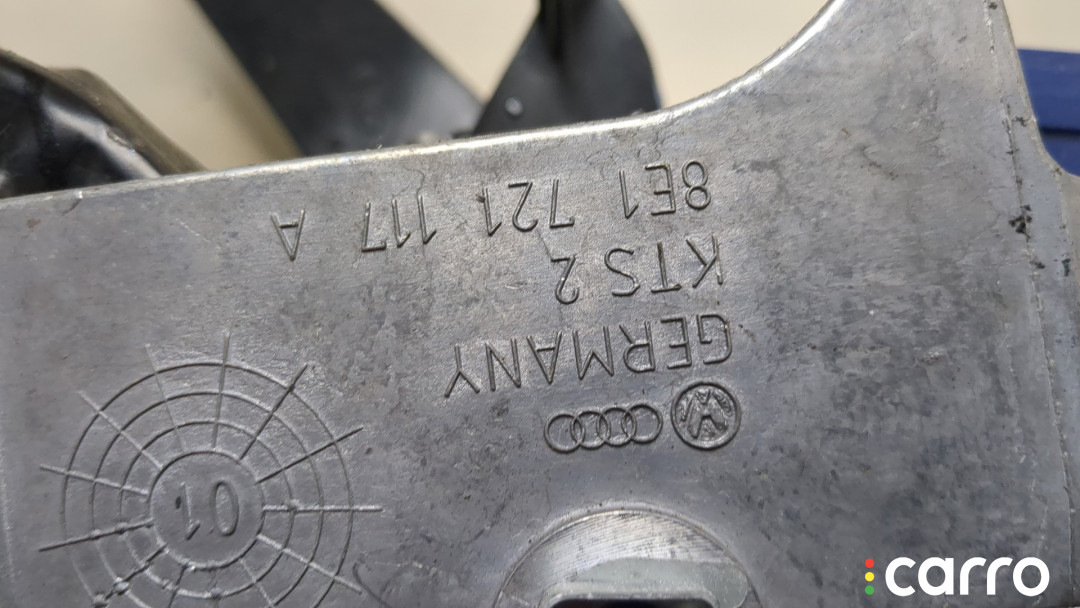 8E1 721 117 A
KTS 2
GERMANY
01
carro